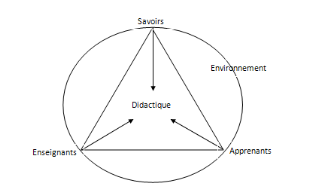 Savoirs
Environnement
Didactique
Enseignants
Apprenants